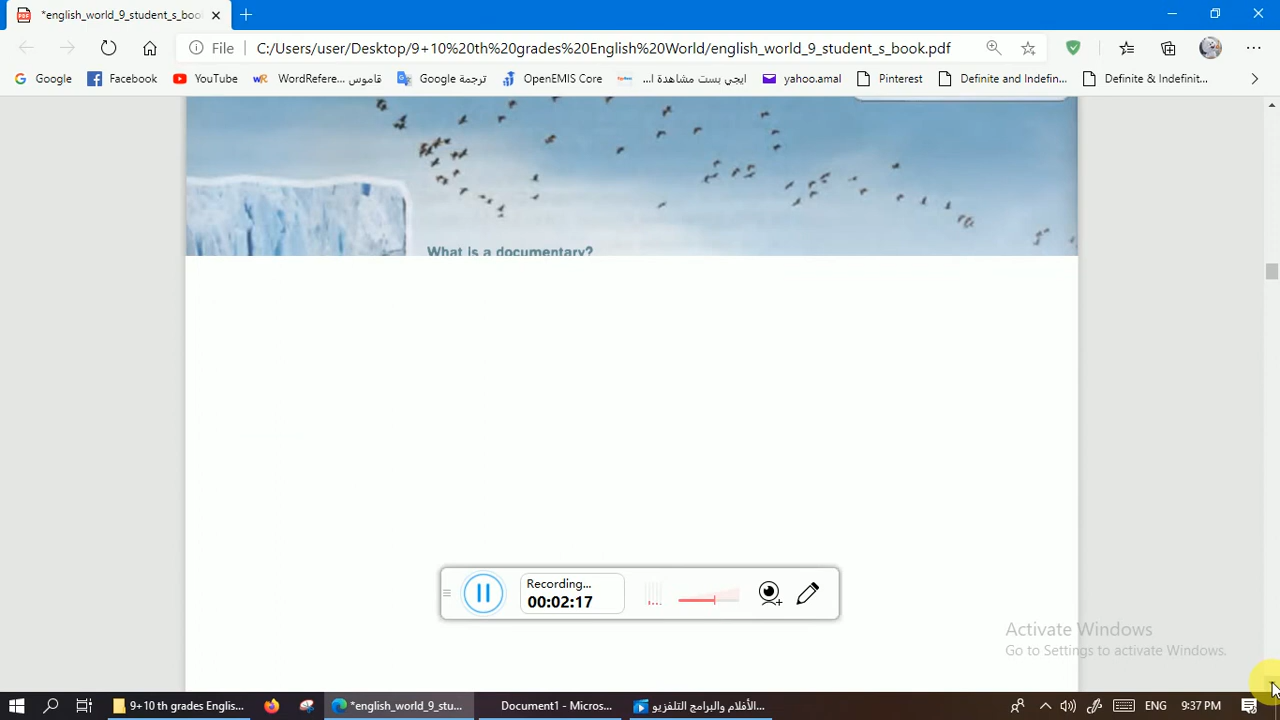 *english_world_9_student_s_boo
File
C:/Users/user/Desktop/9+10%20th%20grades%20English%20World/english_world_9_student_s_book.pdf
Google
Facebook
YouTube
WordRefere... قاموس
Google ترجمة
OpenEMIS Core
ايجي بست مشاهدة ا...
yahoo.amal
Pinterest
Definite and Indefin...
Definite & Indefinit...
What is a documentary?
Recording...
00:02:17
Activate Windows
Go to Settings to activate Windows.
9+10 th grades Englis...
*english_world_9_stu...
Document1 - Micros...
الأفلام والبرامج التلفزيو...
ENG
9:37 PM